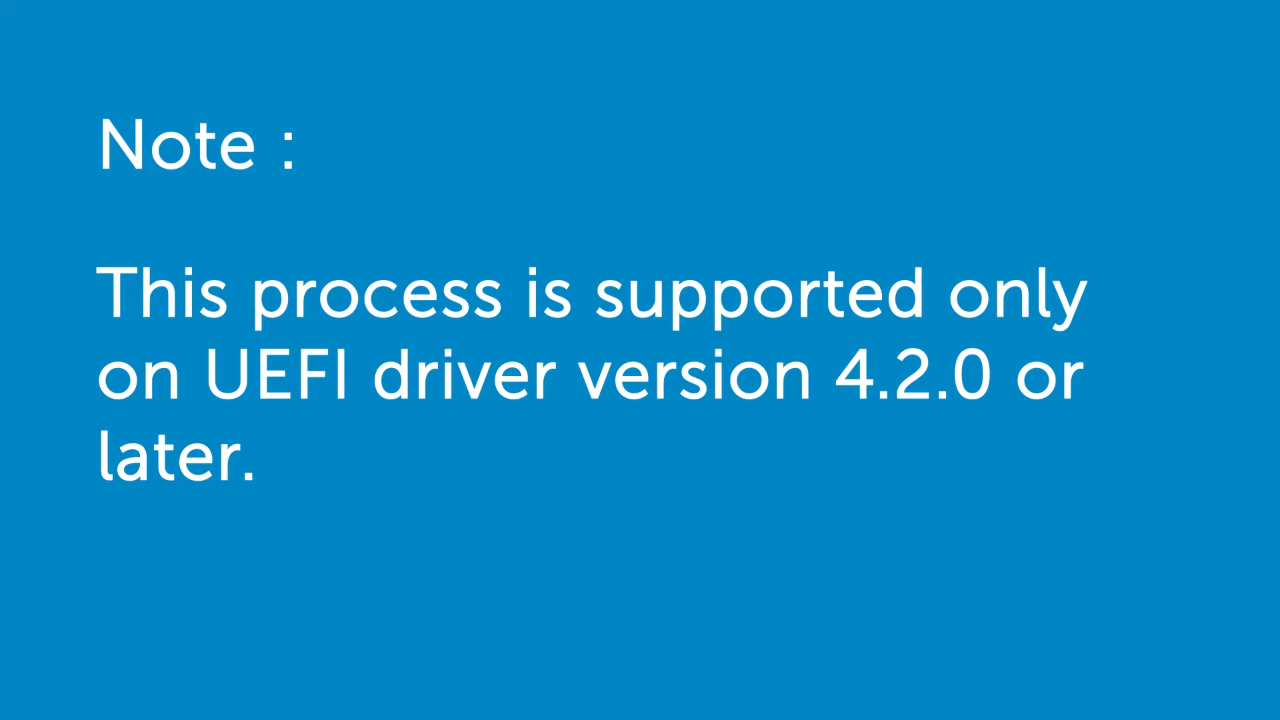 Note :
This process is supported only
on UEFI driver version 4.2.0 or
later.